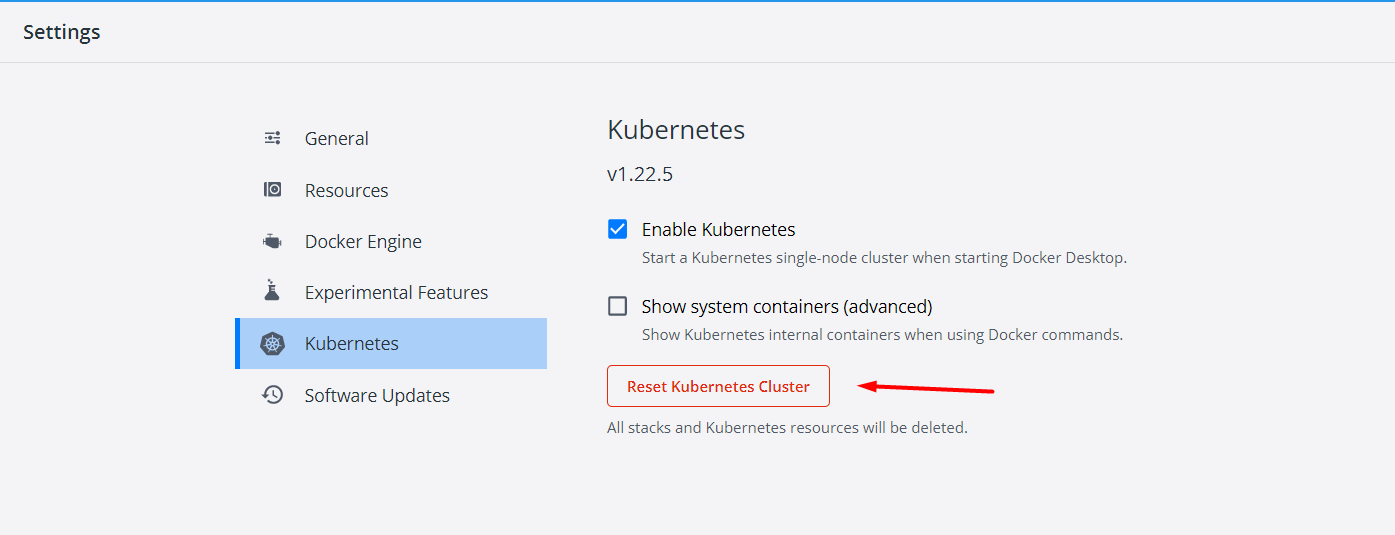 Settings
General
Resources
Docker Engine
Experimental Features
Kubernetes
Software Updates
Kubernetes
v1.22.5
Enable Kubernetes
Start a Kubernetes single-node cluster when starting Docker Desktop.
Show system containers (advanced)
Show Kubernetes internal containers when using Docker commands.
Reset Kubernetes Cluster
All stacks and Kubernetes resources will be deleted.